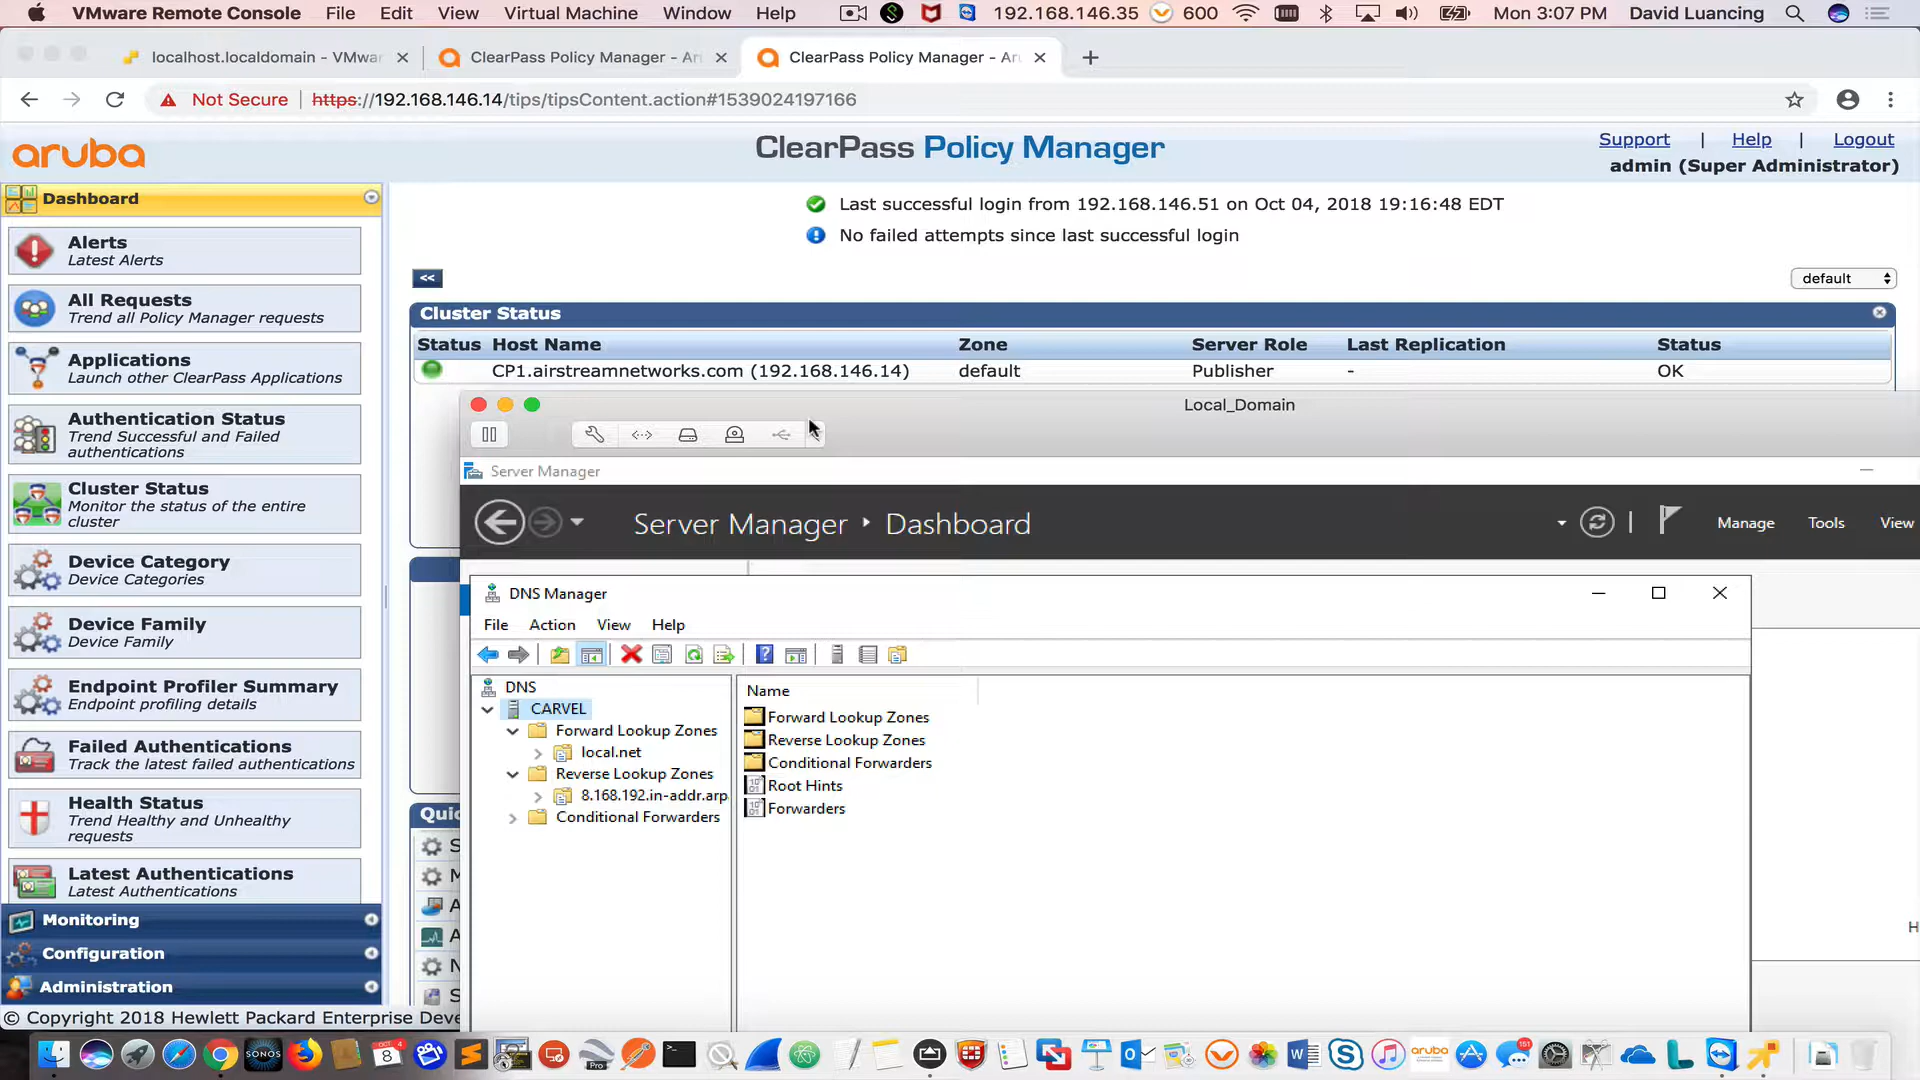 VMware Remote Console File Edit View Virtual Machine Window Help 192.168.146.35 600 Mon 3:07 PM David Luancing
localhost.localdomain - VMwar
ClearPass Policy Manager - Ar
ClearPass Policy Manager - Aru
Not Secure https://192.168.146.14/tips/tipsContent.action#1539024197166
aruba
ClearPass Policy Manager
Support | Help | Logout
admin (Super Administrator)
Dashboard
Last successful login from 192.168.146.51 on Oct 04, 2018 19:16:48 EDT
No failed attempts since last successful login
<<
default
Alerts
Latest Alerts
All Requests
Trend all Policy Manager requests
Applications
Launch other ClearPass Applications
Authentication Status
Trend Successful and Failed
authentications
Cluster Status
Monitor the status of the entire
cluster
Device Category
Device Categories
Device Family
Device Family
Endpoint Profiler Summary
Endpoint profiling details
Failed Authentications
Track the latest failed authentications
Health Status
Trend Healthy and Unhealthy
requests
Latest Authentications
Latest Authentications
Monitoring
Configuration
Administration
© Copyright 2018 Hewlett Packard Enterprise Deve
Cluster Status
Status Host Name Zone Server Role Last Replication Status
CP1.airstreamnetworks.com (192.168.146.14) default Publisher - OK
Quic
S
M
A
A
N
S
Local_Domain
Server Manager
Server Manager Dashboard
Manage Tools View
H
DNS Manager
File Action View Help
DNS
CARVEL
Forward Lookup Zones
local.net
Reverse Lookup Zones
8.168.192.in-addr.arp
Conditional Forwarders
Name
Forward Lookup Zones
Reverse Lookup Zones
Conditional Forwarders
Root Hints
Forwarders
SONOS
OCT
8
Pro
aruba
151